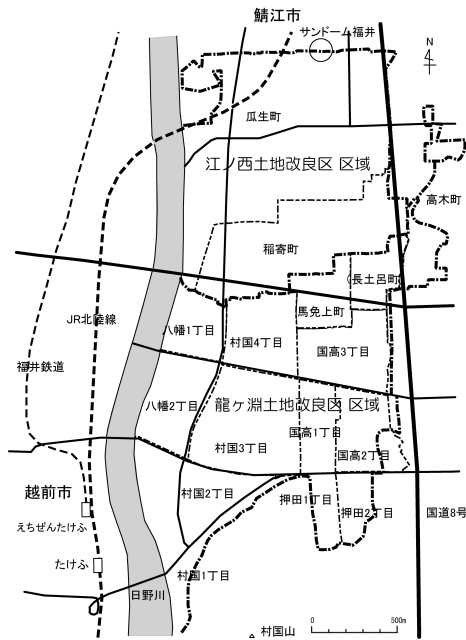 鯖江市
サンドーム福井
N
瓜生町
江ノ西土地改良区 区域
高木町
稲寄町
長土呂町
馬免上町
JR北陸線
八幡1丁目
村国4丁目
国高3丁目
福井鉄道
八幡2丁目
龍ヶ淵土地改良区 区域
国高1丁目
村国3丁目
国高2丁目
越前市
村国2丁目
押田1丁目
押田2丁目
国道8号
えちぜんたけふ
たけふ
村国1丁目
日野川
村国山
0
500m